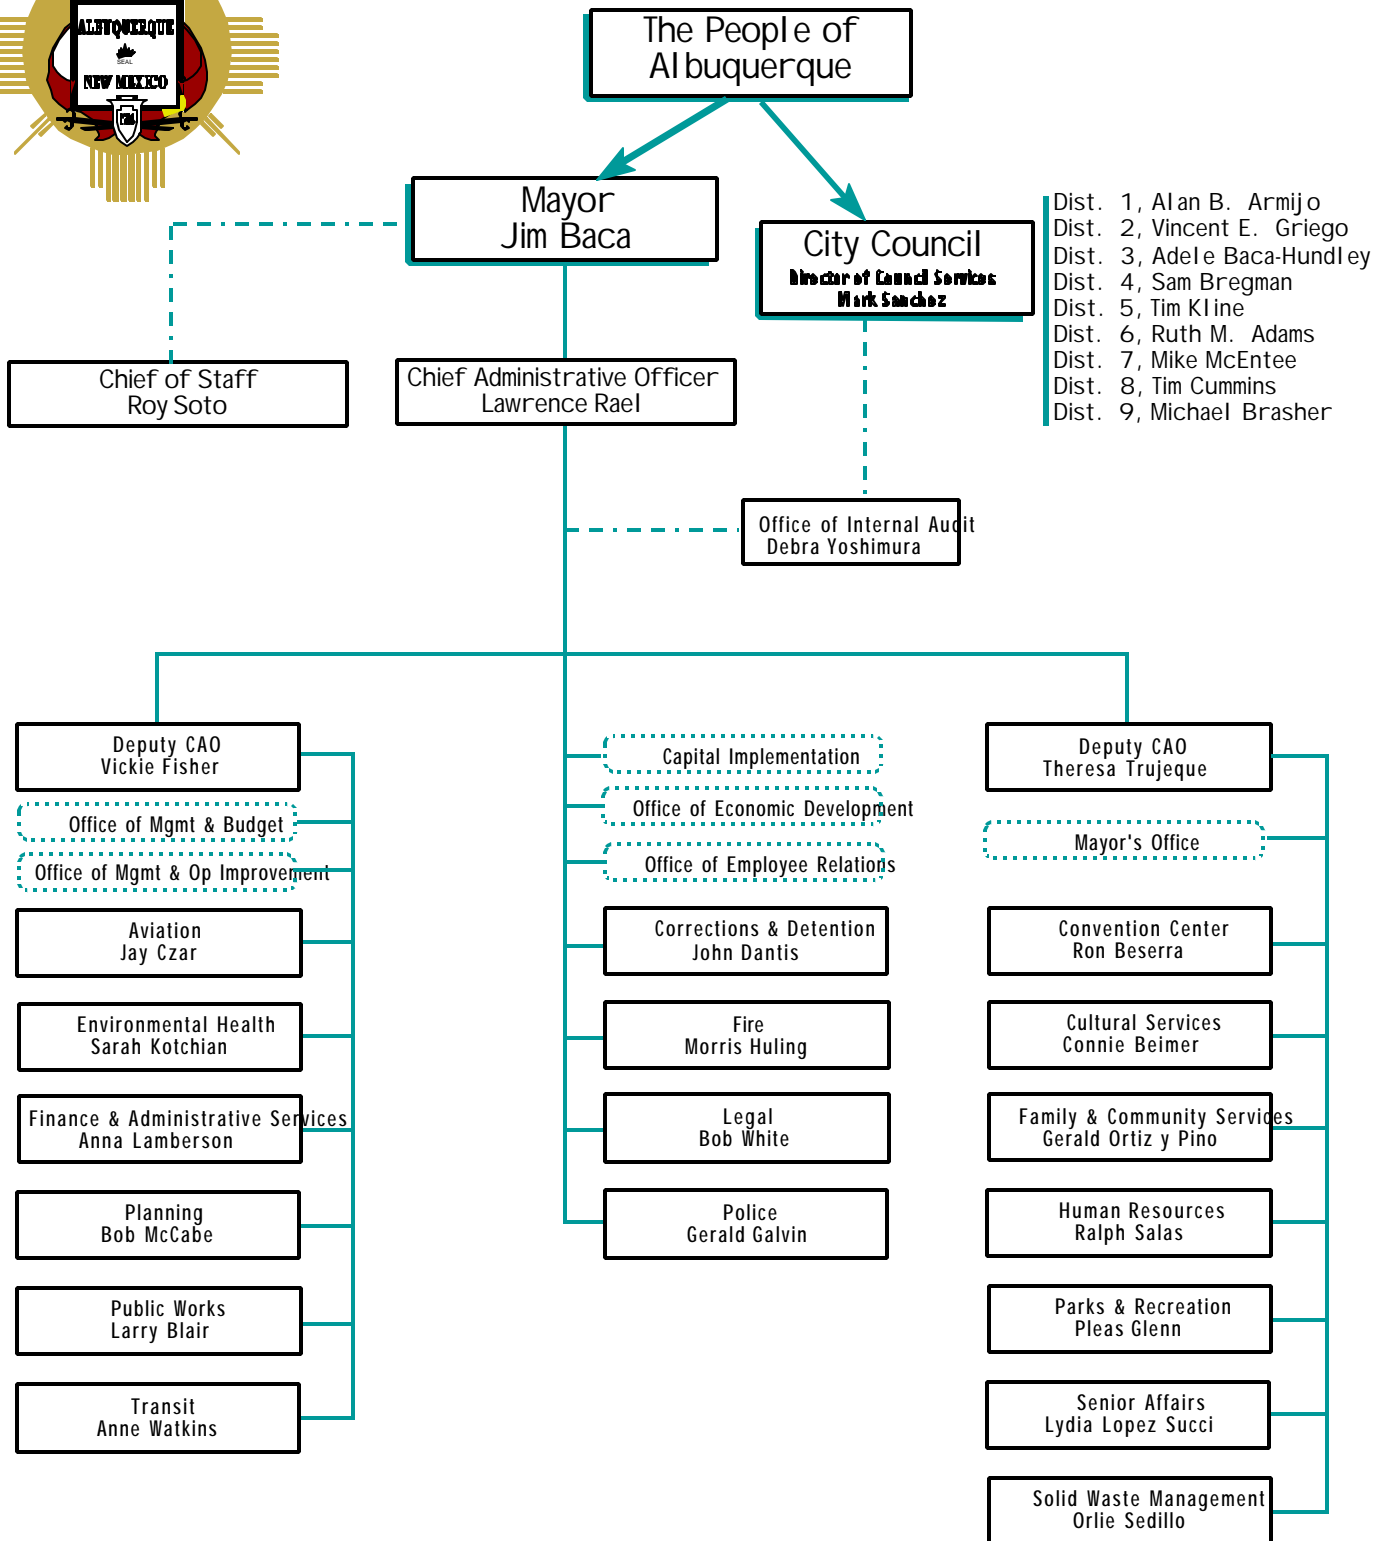 ALBUQUERQUE
SEAL
NEW MEXICO
The People of
Albuquerque
Mayor
Jim Baca
City Council
Director of Council Services
Mark Sanchez
Dist. 1, Alan B. Armijo
Dist. 2, Vincent E. Griego
Dist. 3, Adele Baca-Hundley
Dist. 4, Sam Bregman
Dist. 5, Tim Kline
Dist. 6, Ruth M. Adams
Dist. 7, Mike McEntee
Dist. 8, Tim Cummins
Dist. 9, Michael Brasher
Chief of Staff
Roy Soto
Chief Administrative Officer
Lawrence Rael
Office of Internal Audit
Debra Yoshimura
Deputy CAO
Vickie Fisher
Office of Mgmt & Budget
Office of Mgmt & Op Improvement
Aviation
Jay Czar
Environmental Health
Sarah Kotchian
Finance & Administrative Services
Anna Lamberson
Planning
Bob McCabe
Public Works
Larry Blair
Transit
Anne Watkins
Capital Implementation
Office of Economic Development
Office of Employee Relations
Corrections & Detention
John Dantis
Fire
Morris Huling
Legal
Bob White
Police
Gerald Galvin
Deputy CAO
Theresa Trujeque
Mayor's Office
Convention Center
Ron Beserra
Cultural Services
Connie Beimer
Family & Community Services
Gerald Ortiz y Pino
Human Resources
Ralph Salas
Parks & Recreation
Pleas Glenn
Senior Affairs
Lydia Lopez Succi
Solid Waste Management
Orlie Sedillo